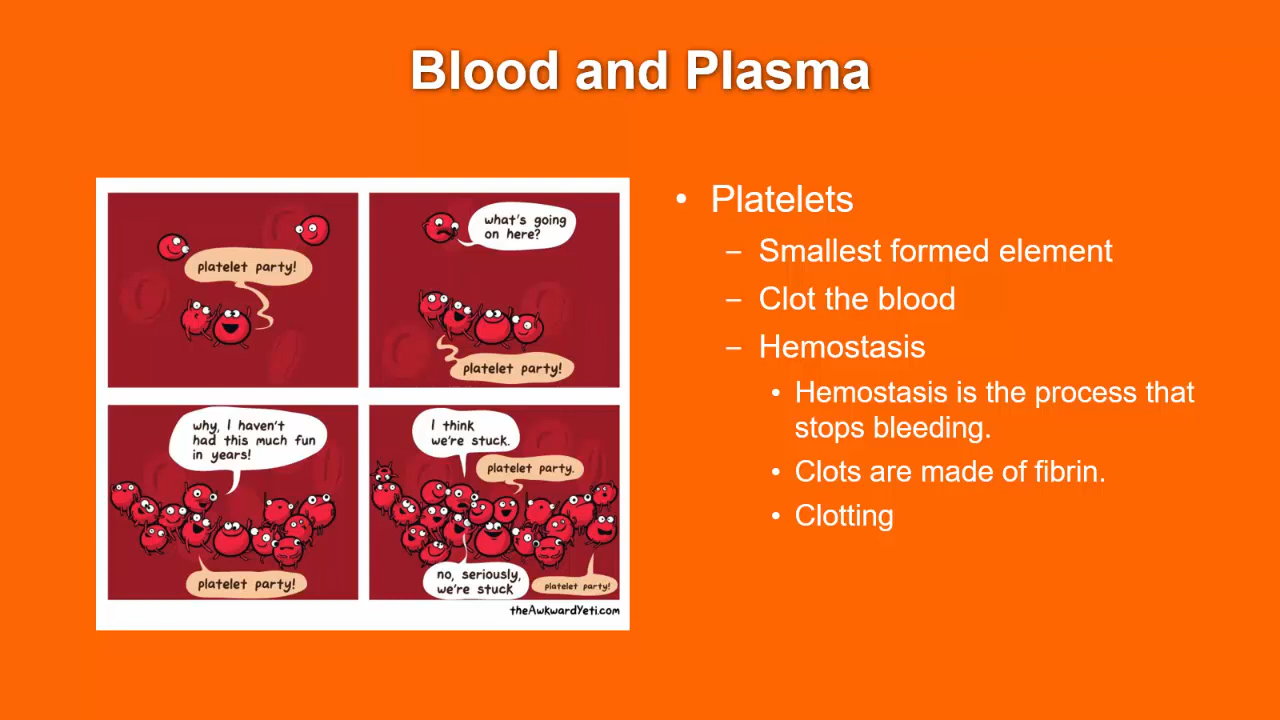 Blood and Plasma
platelet party!
what's going
on here?
platelet party!
why, I haven't
had this much fun
in years!
platelet party!
I think
we're stuck.
platelet party.
no, seriously,
we're stuck
platelet party!
theAwkwardYeti.com
• Platelets
– Smallest formed element
– Clot the blood
– Hemostasis
• Hemostasis is the process that
stops bleeding.
• Clots are made of fibrin.
• Clotting